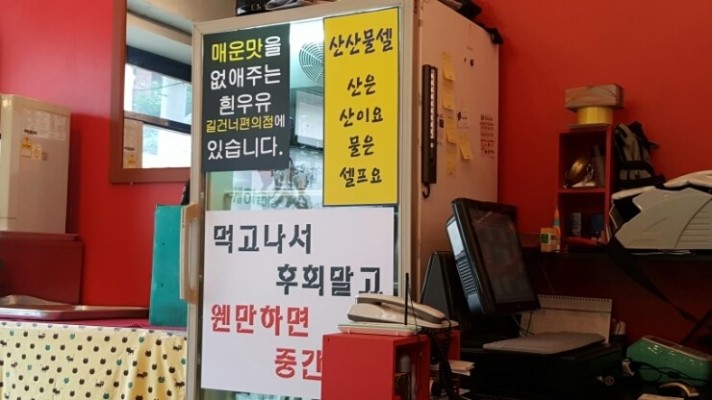 매운맛을
없애주는
흰우유
길건너편의점에
있습니다.
산산물셀
산은
산이요
물은
셀프요
먹고나서
후회말고
웬만하면
중간